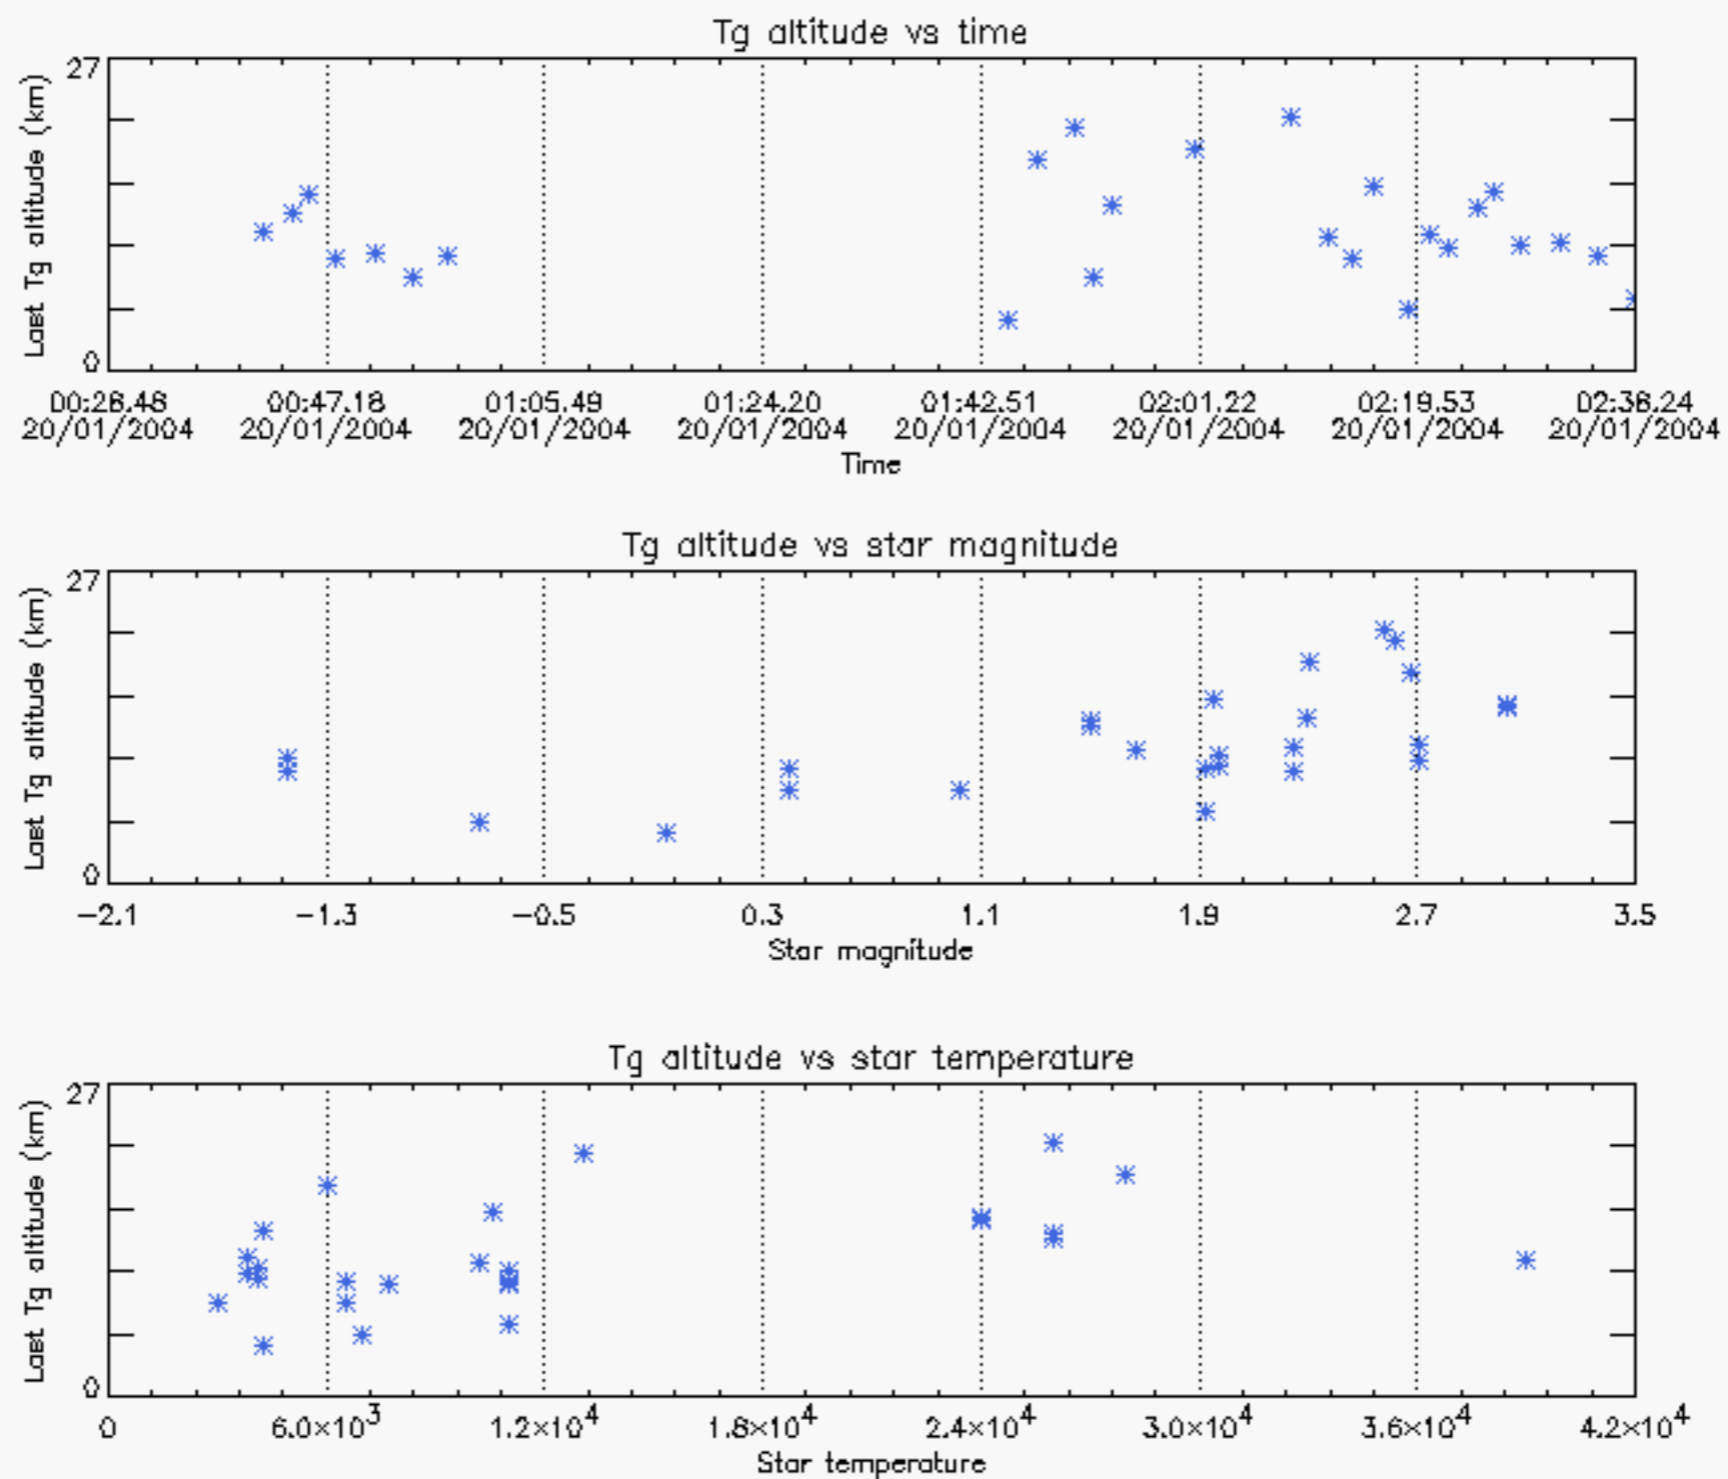 Tg altitude vs time
27
Last Tg altitude (km)
0
00:26.46 00:47.18 01:05.49 01:24.20 01:42.51 02:01.22 02:19.53 02:36.24
20/01/2004 20/01/2004 20/01/2004 20/01/2004 20/01/2004 20/01/2004 20/01/2004 20/01/2004
Time
Tg altitude vs star magnitude
27
Last Tg altitude (km)
0
-2.1 -1.3 -0.5 0.3 1.1 1.9 2.7 3.5
Star magnitude
Tg altitude vs star temperature
27
Last Tg altitude (km)
0
0 6.0×10³ 1.2×10⁴ 1.8×10⁴ 2.4×10⁴ 3.0×10⁴ 3.6×10⁴ 4.2×10⁴
Star temperature